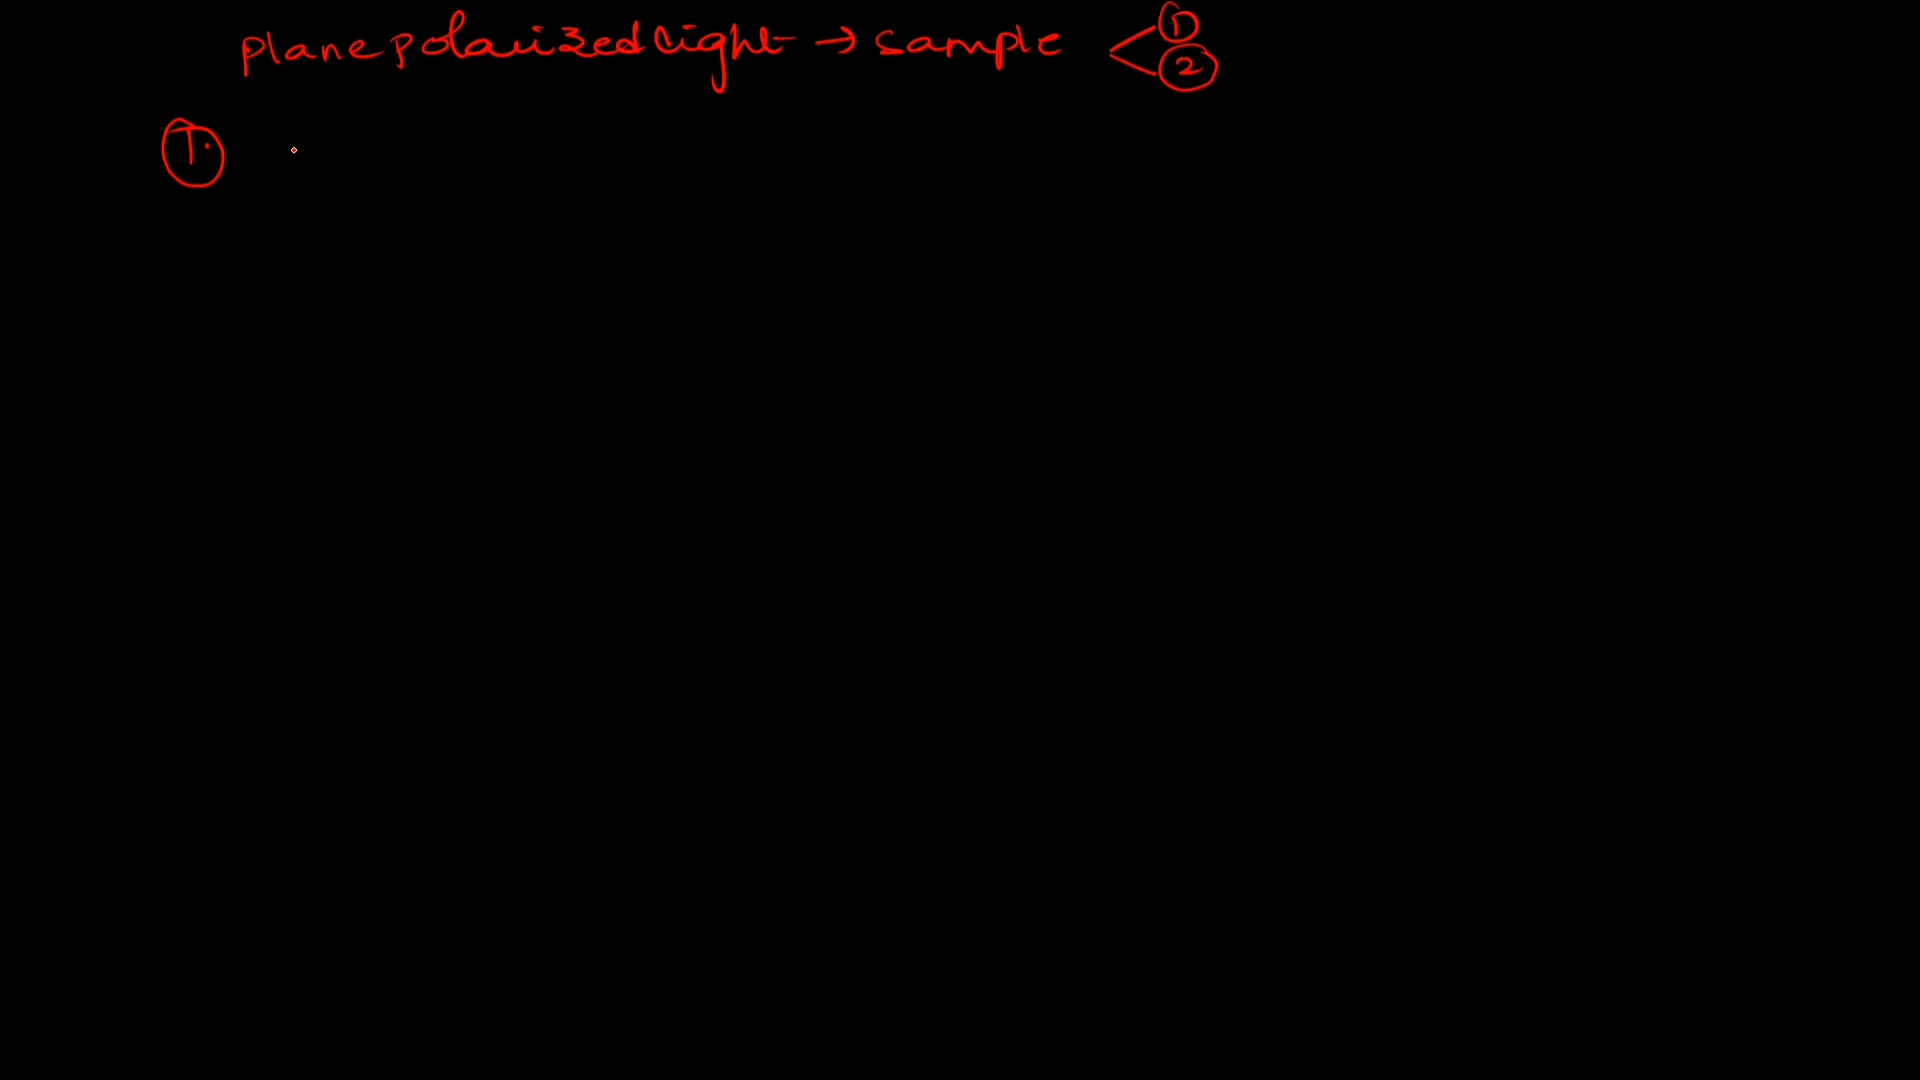 plane polarized light → sample < ① ②
①.